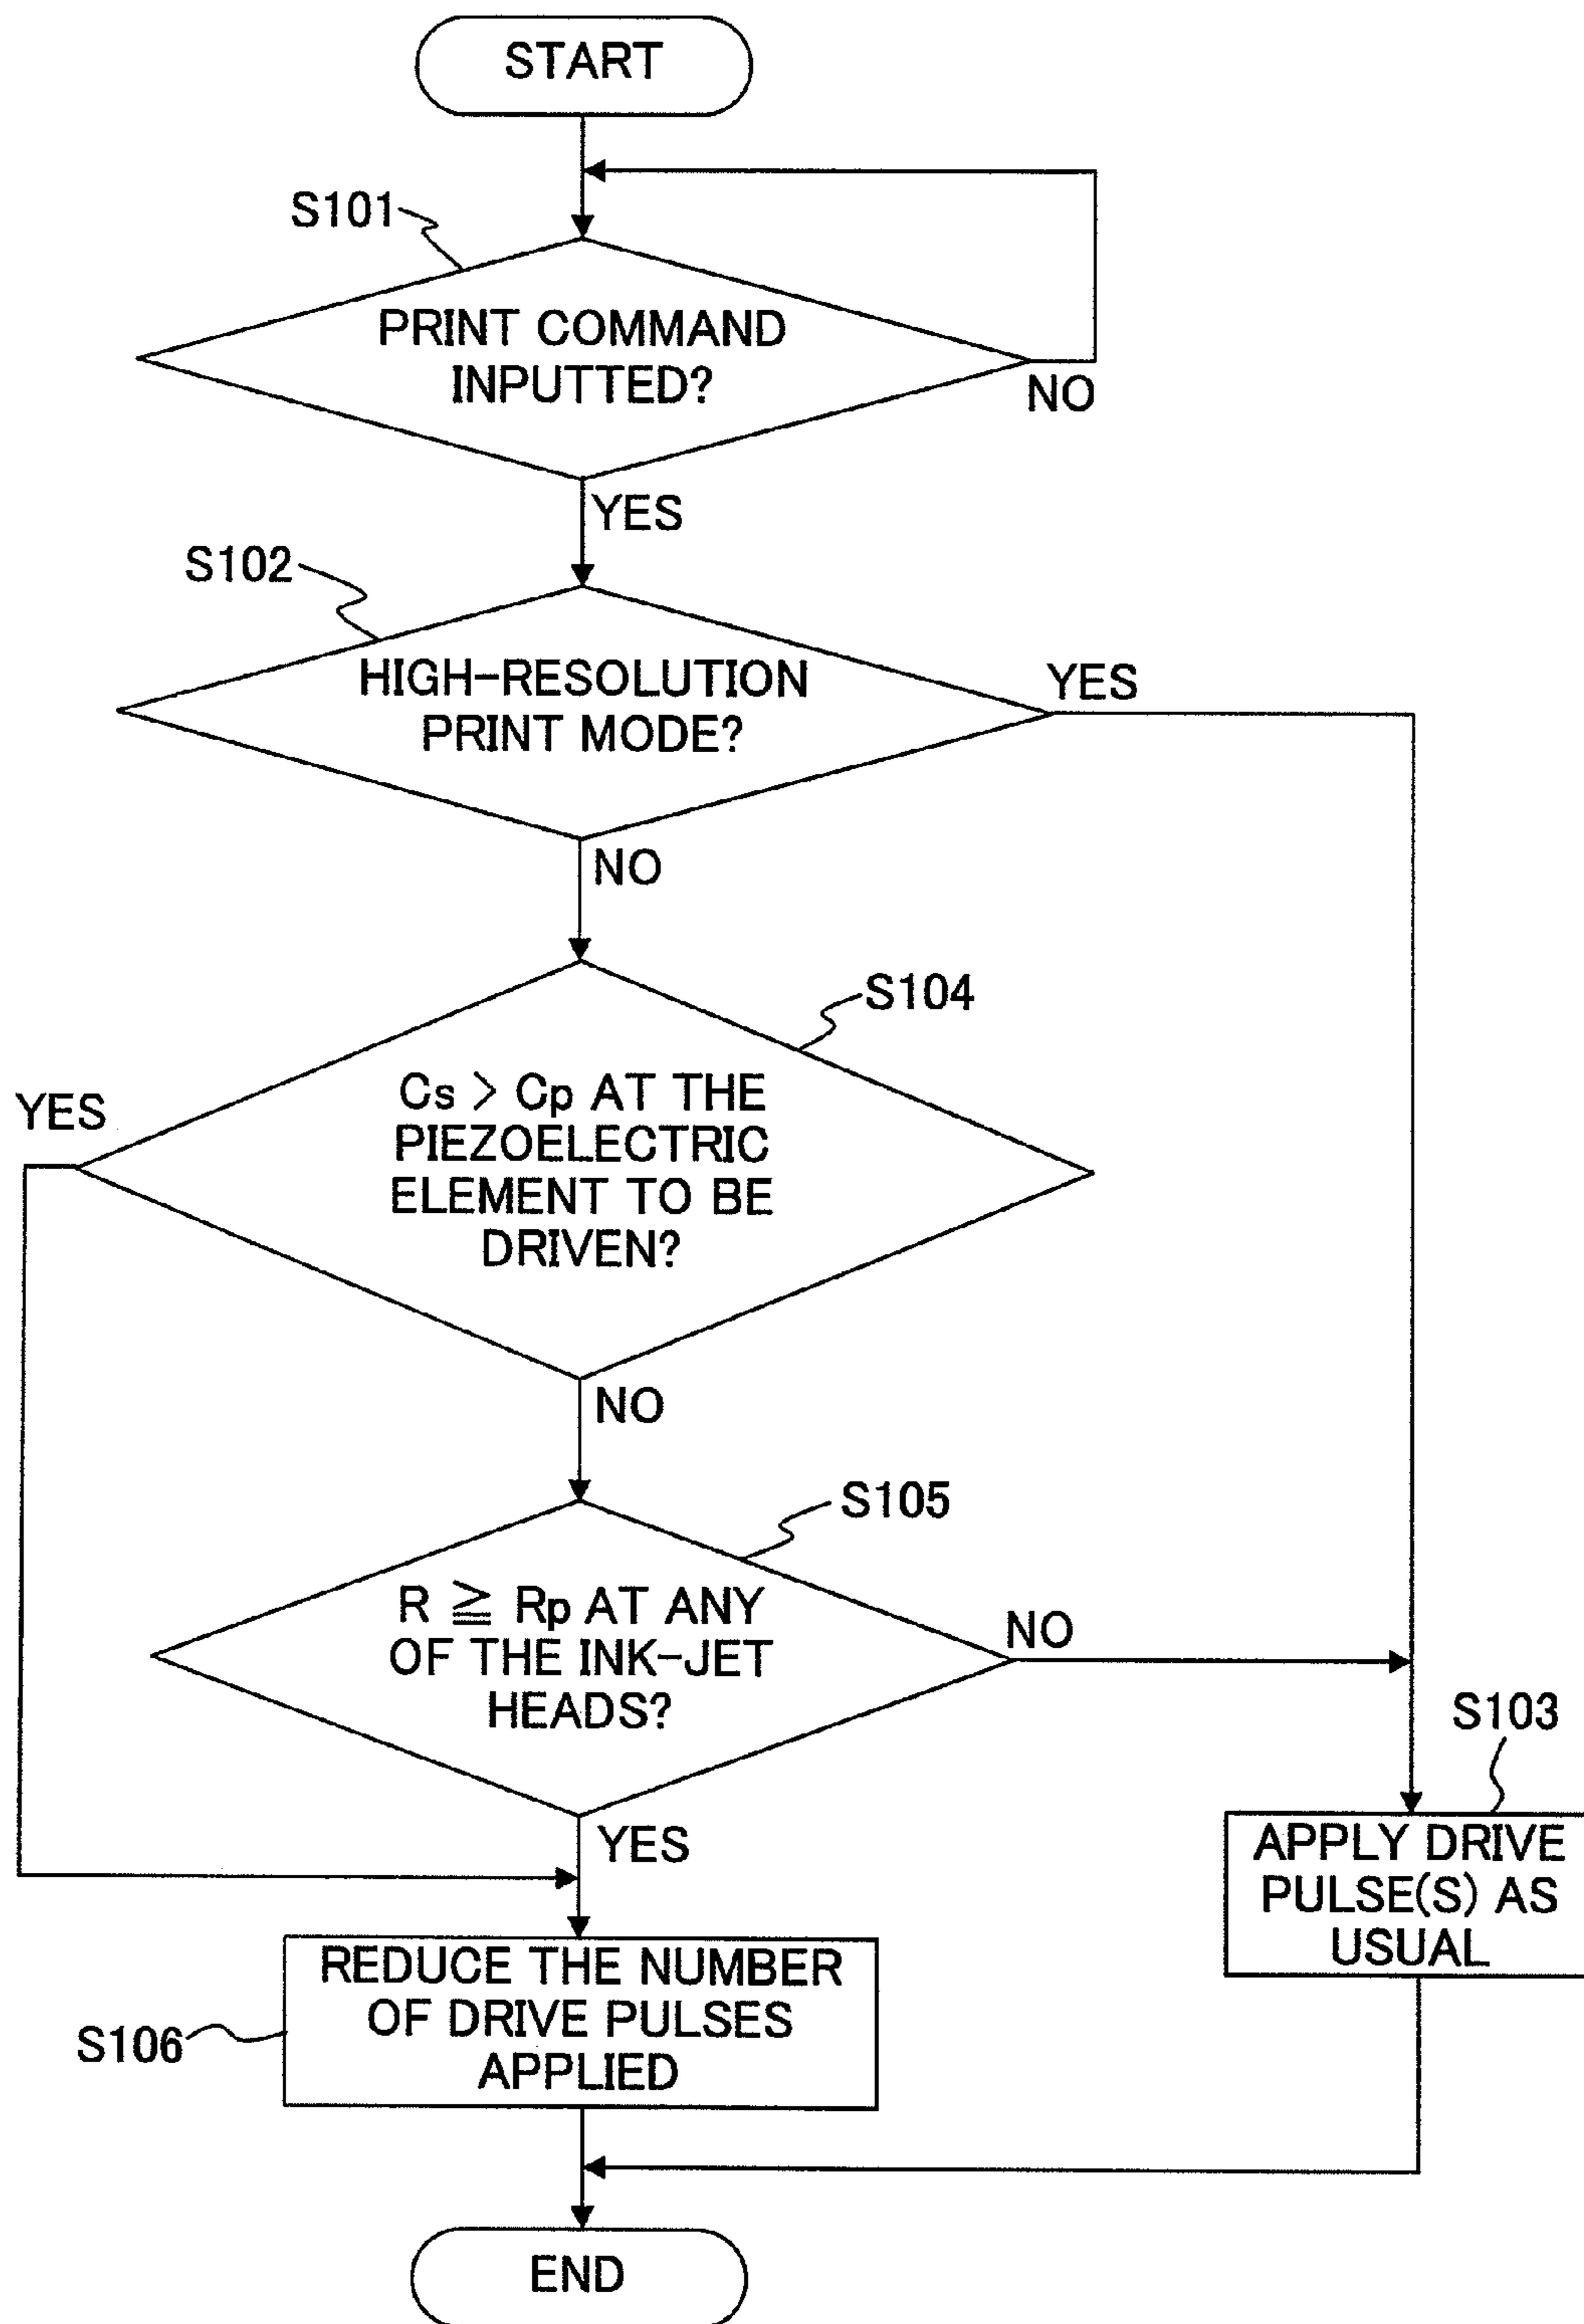 START
S101
PRINT COMMAND
INPUTTED?
NO
YES
S102
HIGH-RESOLUTION
PRINT MODE?
YES
NO
S104
Cs > Cp AT THE
PIEZOELECTRIC
ELEMENT TO BE
DRIVEN?
YES
NO
S105
R ≧ Rp AT ANY
OF THE INK-JET
HEADS?
NO
YES
S103
APPLY DRIVE
PULSE(S) AS
USUAL
REDUCE THE NUMBER
OF DRIVE PULSES
APPLIED
S106
END